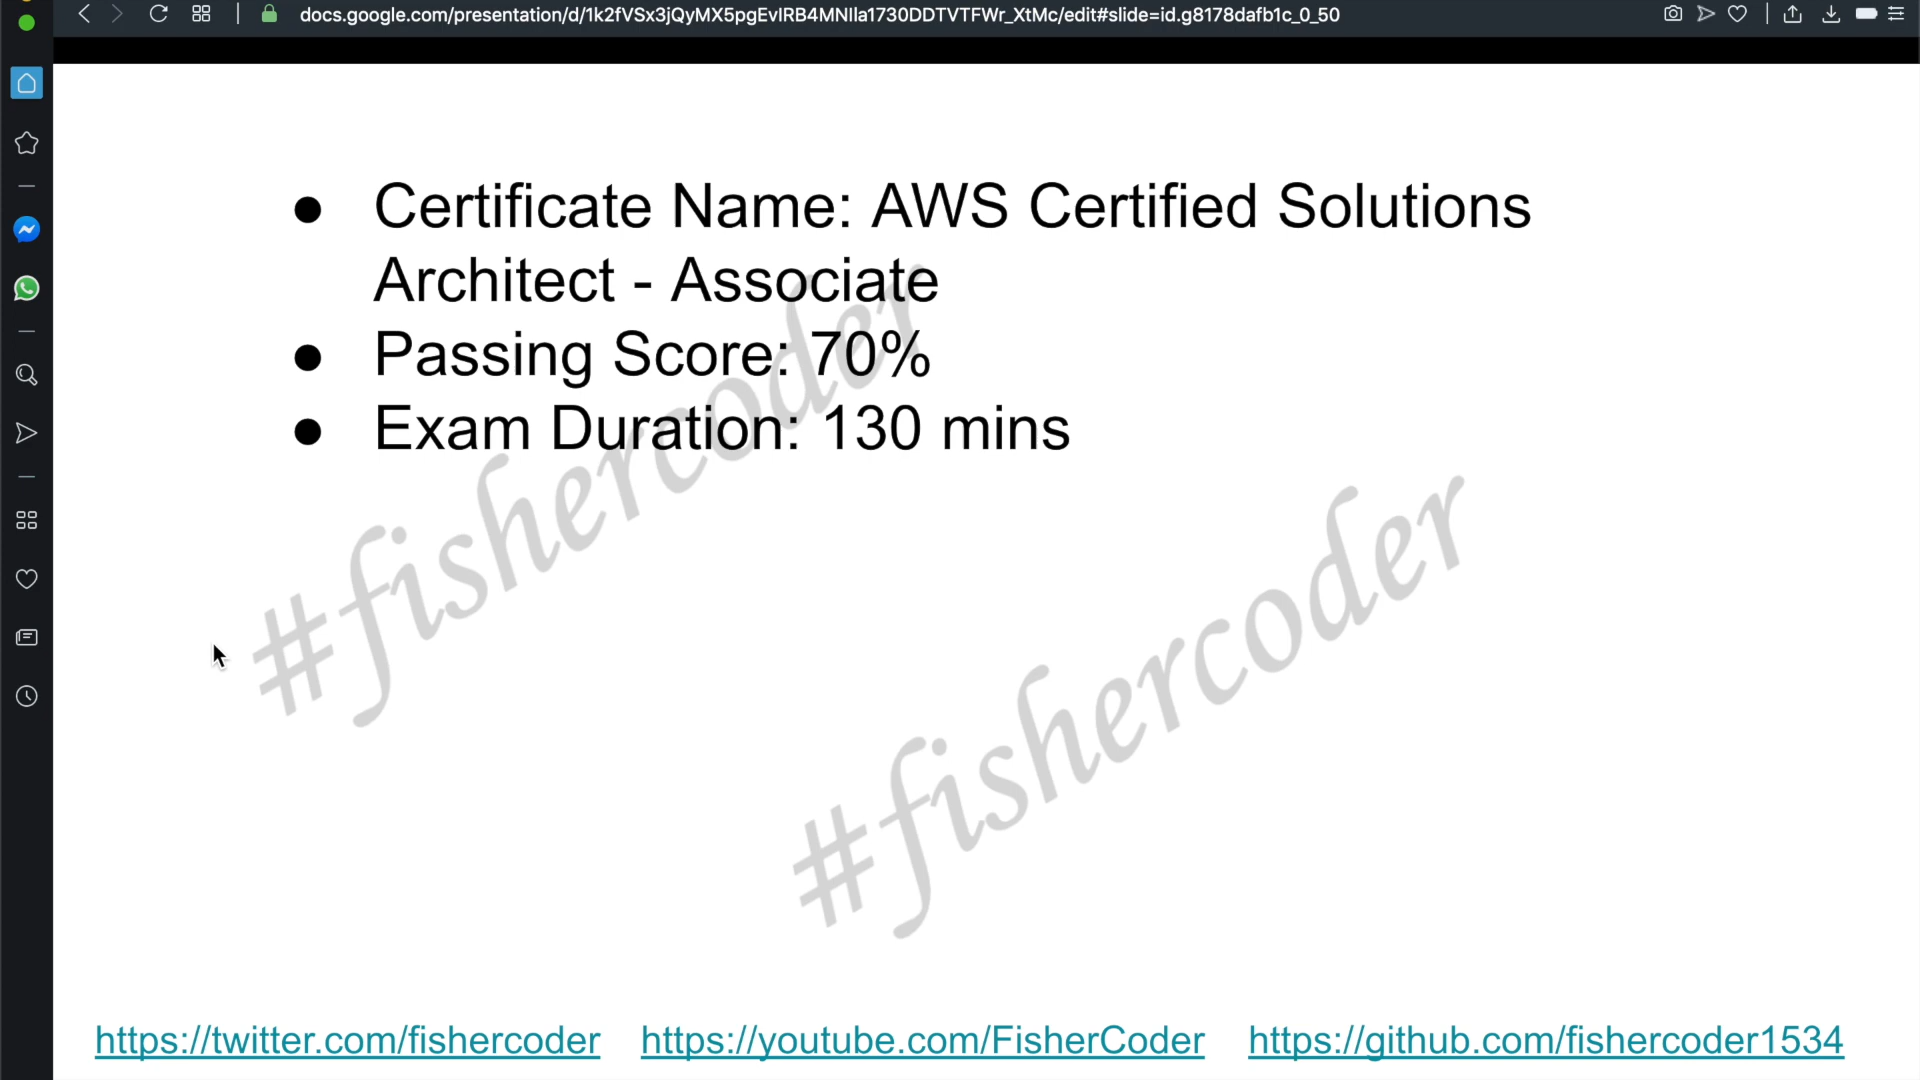 docs.google.com/presentation/d/1k2fVSx3jQyMX5pgEvIRB4MNIla1730DDTVTFWr_XtMc/edit#slide=id.g8178dafb1c_0_50
● Certificate Name: AWS Certified Solutions
Architect - Associate
● Passing Score: 70%
● Exam Duration: 130 mins
#fishercoder
#fishercoder
https://twitter.com/fishercoder https://youtube.com/FisherCoder https://github.com/fishercoder1534